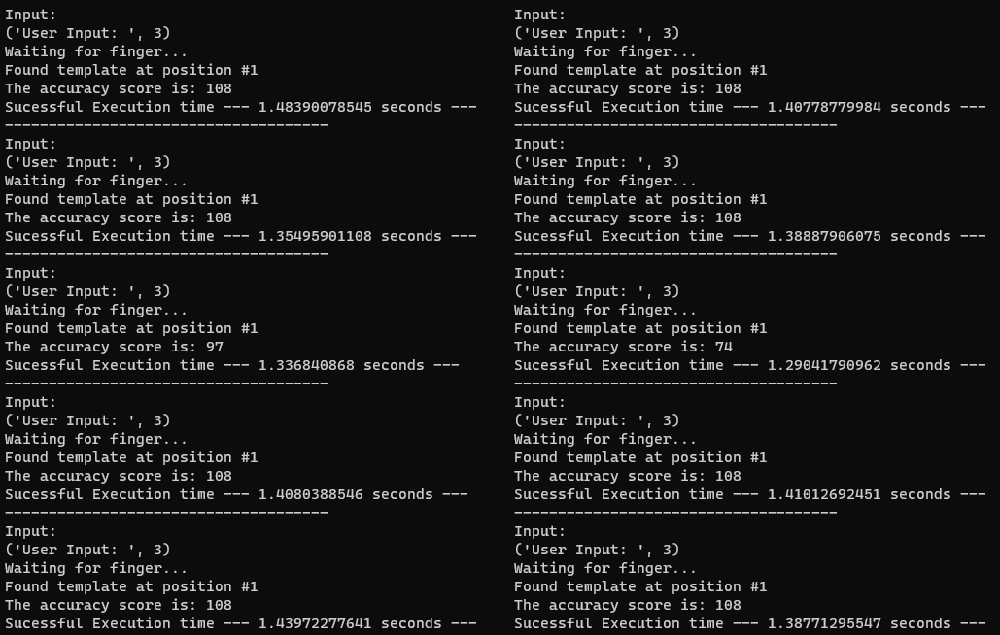 Input:
('User Input: ', 3)
Waiting for finger...
Found template at position #1
The accuracy score is: 108
Sucessful Execution time --- 1.48390078545 seconds ---
-------------------------------------
Input:
('User Input: ', 3)
Waiting for finger...
Found template at position #1
The accuracy score is: 108
Sucessful Execution time --- 1.35495901108 seconds ---
-------------------------------------
Input:
('User Input: ', 3)
Waiting for finger...
Found template at position #1
The accuracy score is: 97
Sucessful Execution time --- 1.336840868 seconds ---
-------------------------------------
Input:
('User Input: ', 3)
Waiting for finger...
Found template at position #1
The accuracy score is: 108
Sucessful Execution time --- 1.4080388546 seconds ---
-------------------------------------
Input:
('User Input: ', 3)
Waiting for finger...
Found template at position #1
The accuracy score is: 108
Sucessful Execution time --- 1.43972277641 seconds ---
Input:
('User Input: ', 3)
Waiting for finger...
Found template at position #1
The accuracy score is: 108
Sucessful Execution time --- 1.40778779984 seconds ---
-------------------------------------
Input:
('User Input: ', 3)
Waiting for finger...
Found template at position #1
The accuracy score is: 108
Sucessful Execution time --- 1.38887906075 seconds ---
-------------------------------------
Input:
('User Input: ', 3)
Waiting for finger...
Found template at position #1
The accuracy score is: 74
Sucessful Execution time --- 1.29041790962 seconds ---
-------------------------------------
Input:
('User Input: ', 3)
Waiting for finger...
Found template at position #1
The accuracy score is: 108
Sucessful Execution time --- 1.41012692451 seconds ---
-------------------------------------
Input:
('User Input: ', 3)
Waiting for finger...
Found template at position #1
The accuracy score is: 108
Sucessful Execution time --- 1.38771295547 seconds ---